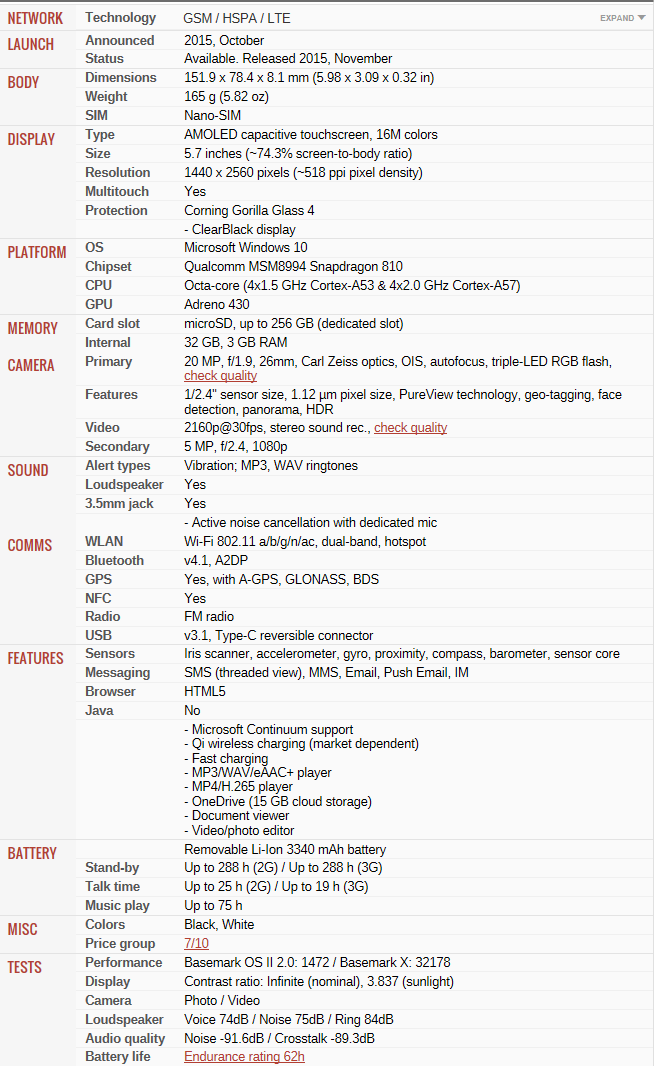 NETWORK Technology GSM / HSPA / LTE EXPAND
LAUNCH Announced 2015, October
Status Available. Released 2015, November
BODY Dimensions 151.9 x 78.4 x 8.1 mm (5.98 x 3.09 x 0.32 in)
Weight 165 g (5.82 oz)
SIM Nano-SIM
DISPLAY Type AMOLED capacitive touchscreen, 16M colors
Size 5.7 inches (~74.3% screen-to-body ratio)
Resolution 1440 x 2560 pixels (~518 ppi pixel density)
Multitouch Yes
Protection Corning Gorilla Glass 4
- ClearBlack display
PLATFORM OS Microsoft Windows 10
Chipset Qualcomm MSM8994 Snapdragon 810
CPU Octa-core (4x1.5 GHz Cortex-A53 & 4x2.0 GHz Cortex-A57)
GPU Adreno 430
MEMORY Card slot microSD, up to 256 GB (dedicated slot)
Internal 32 GB, 3 GB RAM
CAMERA Primary 20 MP, f/1.9, 26mm, Carl Zeiss optics, OIS, autofocus, triple-LED RGB flash,
check quality
Features 1/2.4" sensor size, 1.12 µm pixel size, PureView technology, geo-tagging, face
detection, panorama, HDR
Video 2160p@30fps, stereo sound rec., check quality
Secondary 5 MP, f/2.4, 1080p
SOUND Alert types Vibration; MP3, WAV ringtones
Loudspeaker Yes
3.5mm jack Yes
- Active noise cancellation with dedicated mic
COMMS WLAN Wi-Fi 802.11 a/b/g/n/ac, dual-band, hotspot
Bluetooth v4.1, A2DP
GPS Yes, with A-GPS, GLONASS, BDS
NFC Yes
Radio FM radio
USB v3.1, Type-C reversible connector
FEATURES Sensors Iris scanner, accelerometer, gyro, proximity, compass, barometer, sensor core
Messaging SMS (threaded view), MMS, Email, Push Email, IM
Browser HTML5
Java No
- Microsoft Continuum support
- Qi wireless charging (market dependent)
- Fast charging
- MP3/WAV/eAAC+ player
- MP4/H.265 player
- OneDrive (15 GB cloud storage)
- Document viewer
- Video/photo editor
BATTERY Removable Li-Ion 3340 mAh battery
Stand-by Up to 288 h (2G) / Up to 288 h (3G)
Talk time Up to 25 h (2G) / Up to 19 h (3G)
Music play Up to 75 h
MISC Colors Black, White
Price group 7/10
TESTS Performance Basemark OS II 2.0: 1472 / Basemark X: 32178
Display Contrast ratio: Infinite (nominal), 3.837 (sunlight)
Camera Photo / Video
Loudspeaker Voice 74dB / Noise 75dB / Ring 84dB
Audio quality Noise -91.6dB / Crosstalk -89.3dB
Battery life Endurance rating 62h